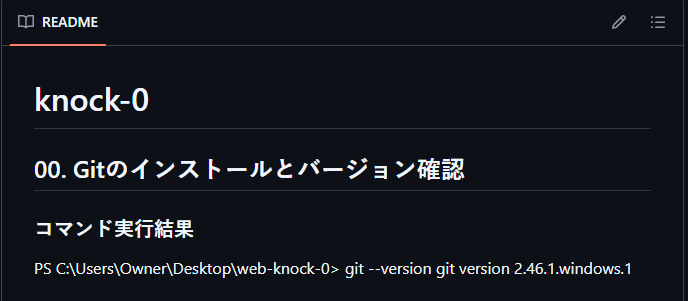 README
knock-0
00. Gitのインストールとバージョン確認
コマンド実行結果
PS C:\Users\Owner\Desktop\web-knock-0> git --version git version 2.46.1.windows.1